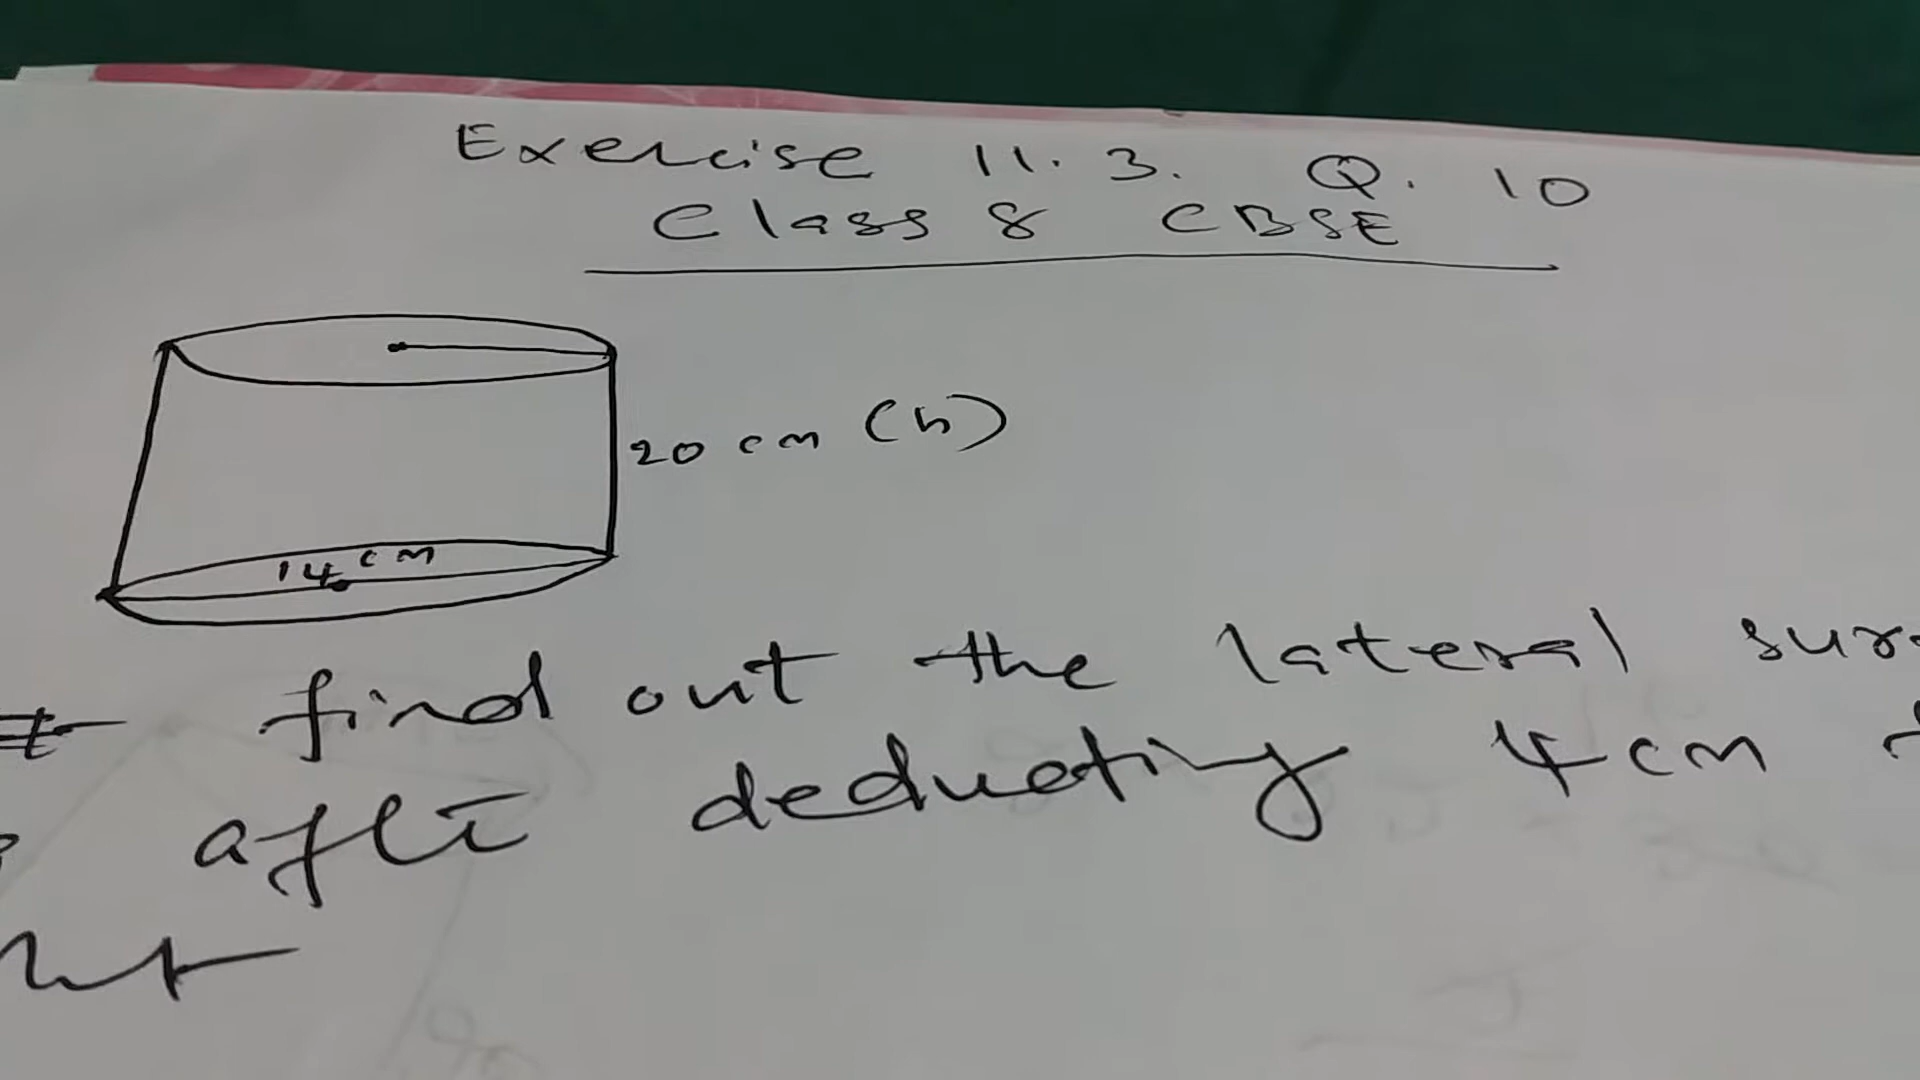 Exercise 11.3. Q. 10
Class 8 CBSE
20 cm (h)
14 cm
find out the lateral sur
after deducting 4 cm